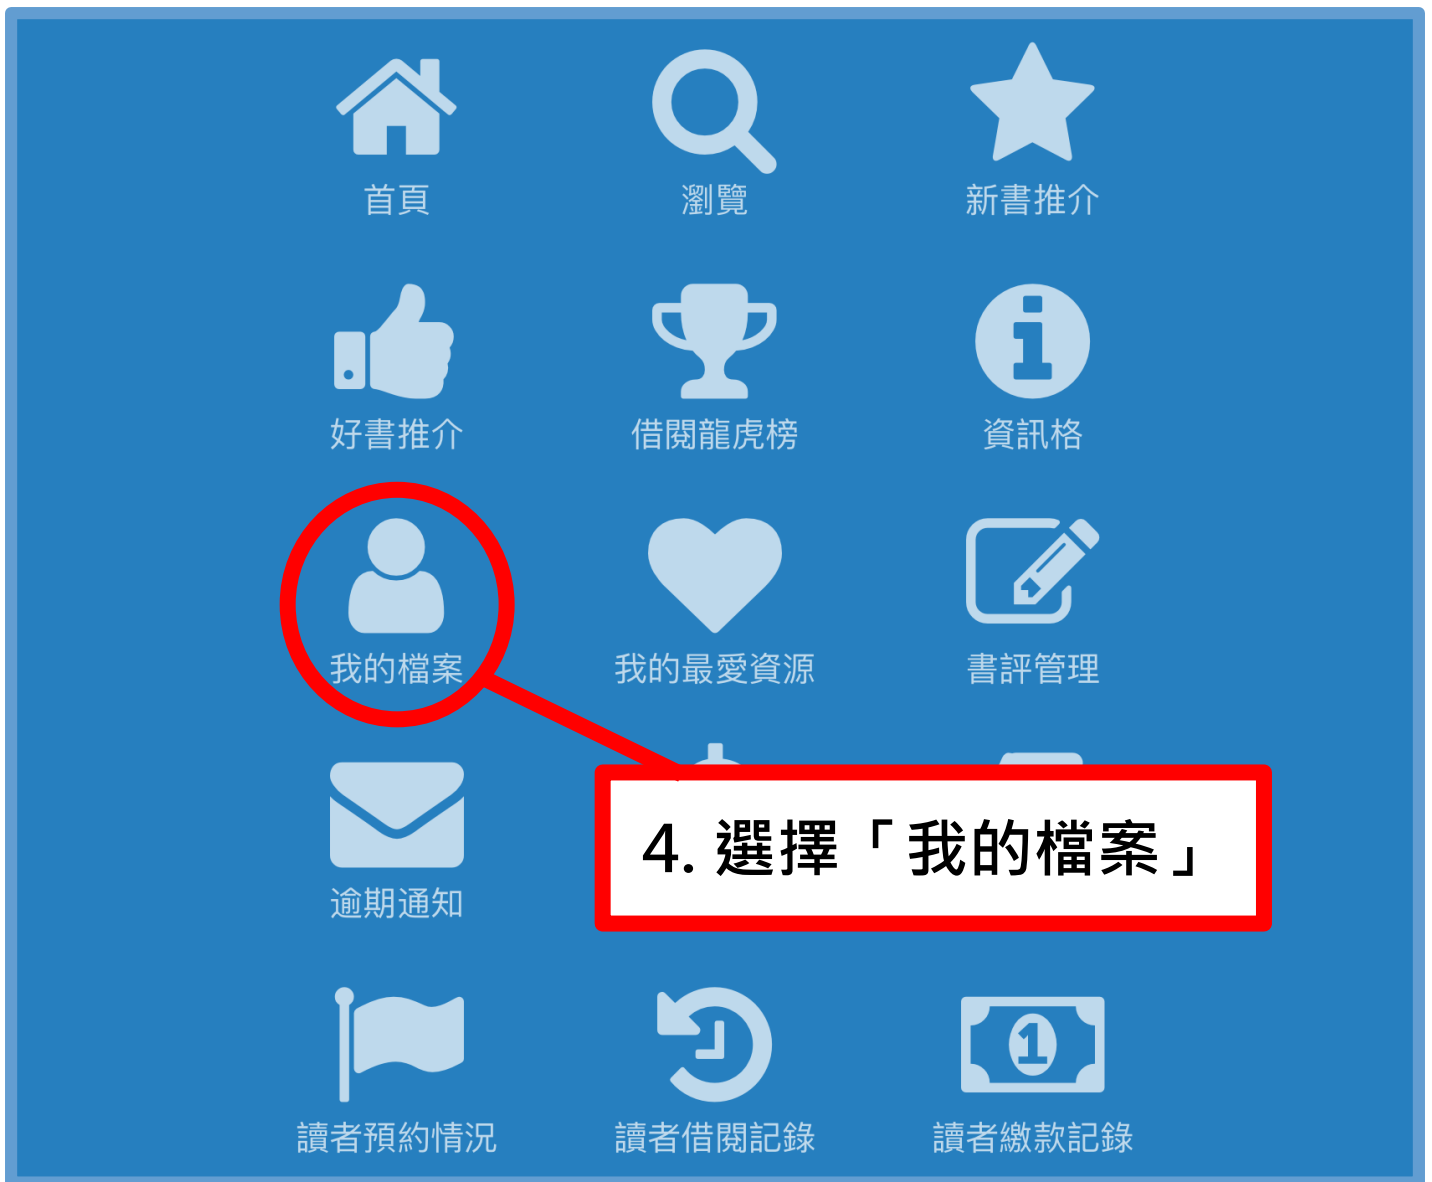 首頁
瀏覽
新書推介
好書推介
借閱龍虎榜
資訊格
我的檔案
我的最愛資源
書評管理
4. 選擇「我的檔案」
逾期通知
讀者預約情況
讀者借閱記錄
讀者繳款記錄